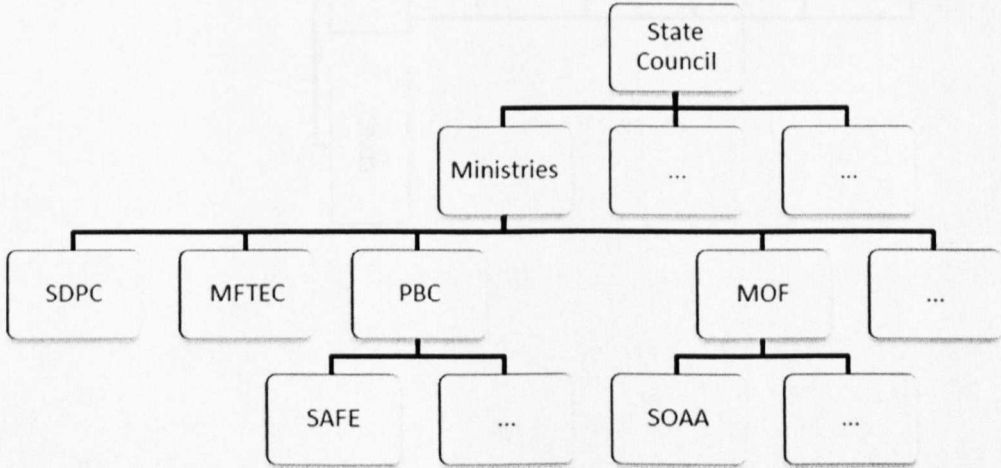 State
Council
Ministries
...
...
SDPC
MFTEC
PBC
MOF
...
SAFE
...
SOAA
...